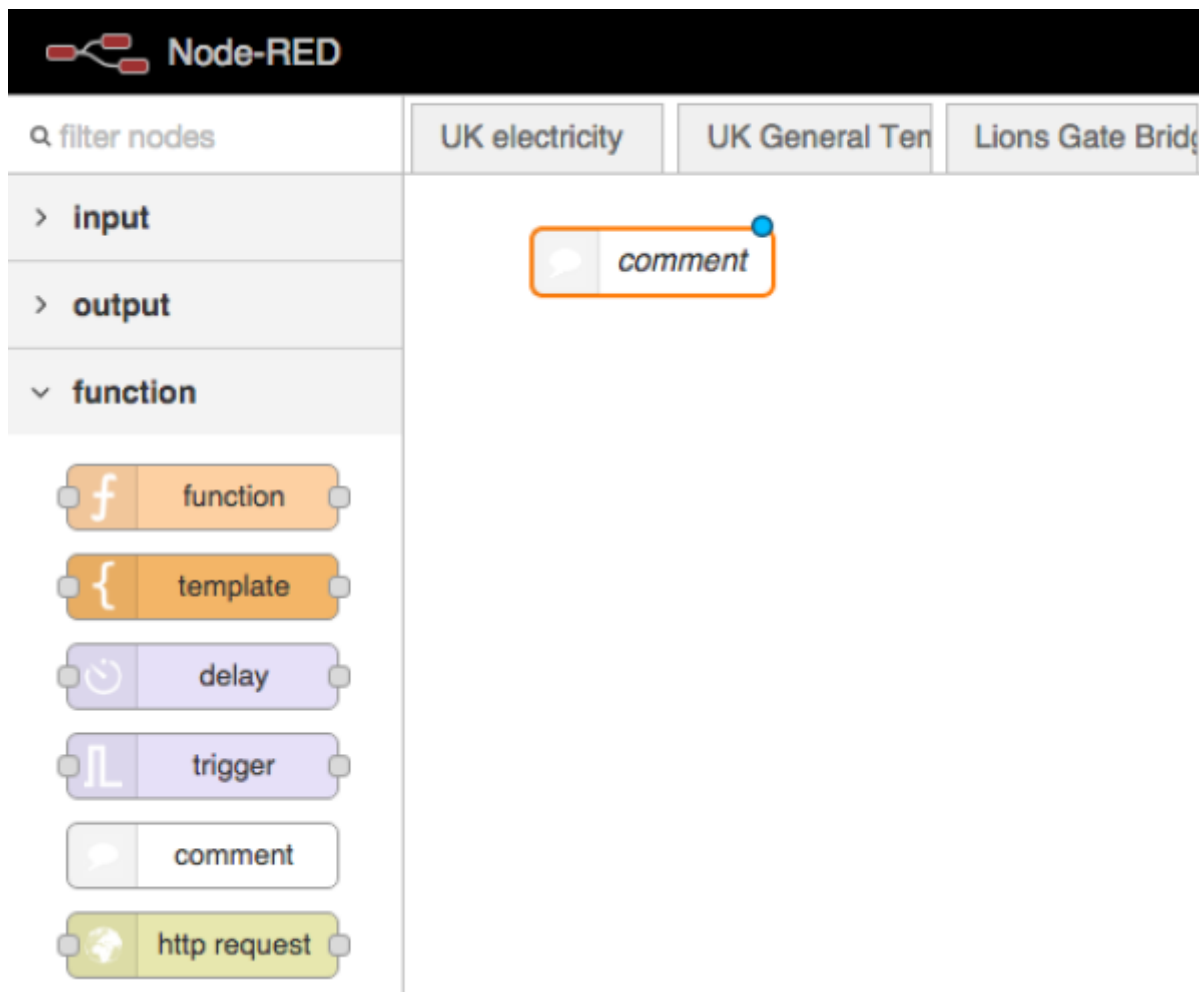 Node-RED
filter nodes
UK electricity
UK General Ten
Lions Gate Bridg
input
output
function
function
template
delay
trigger
comment
http request
comment